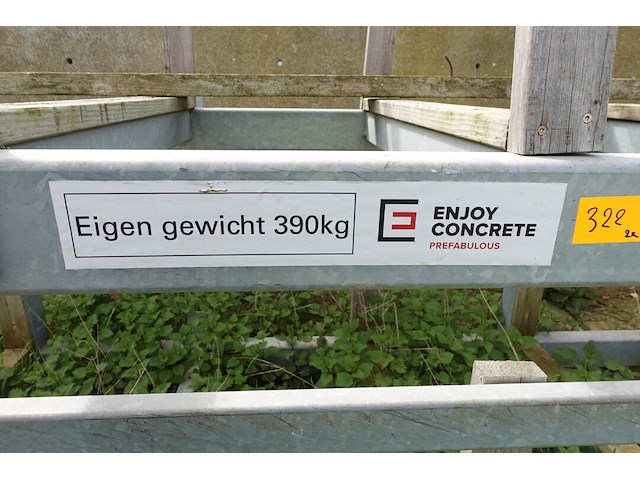 Eigen gewicht 390kg
ENJOY
CONCRETE
PREFABULOUS
322
2x